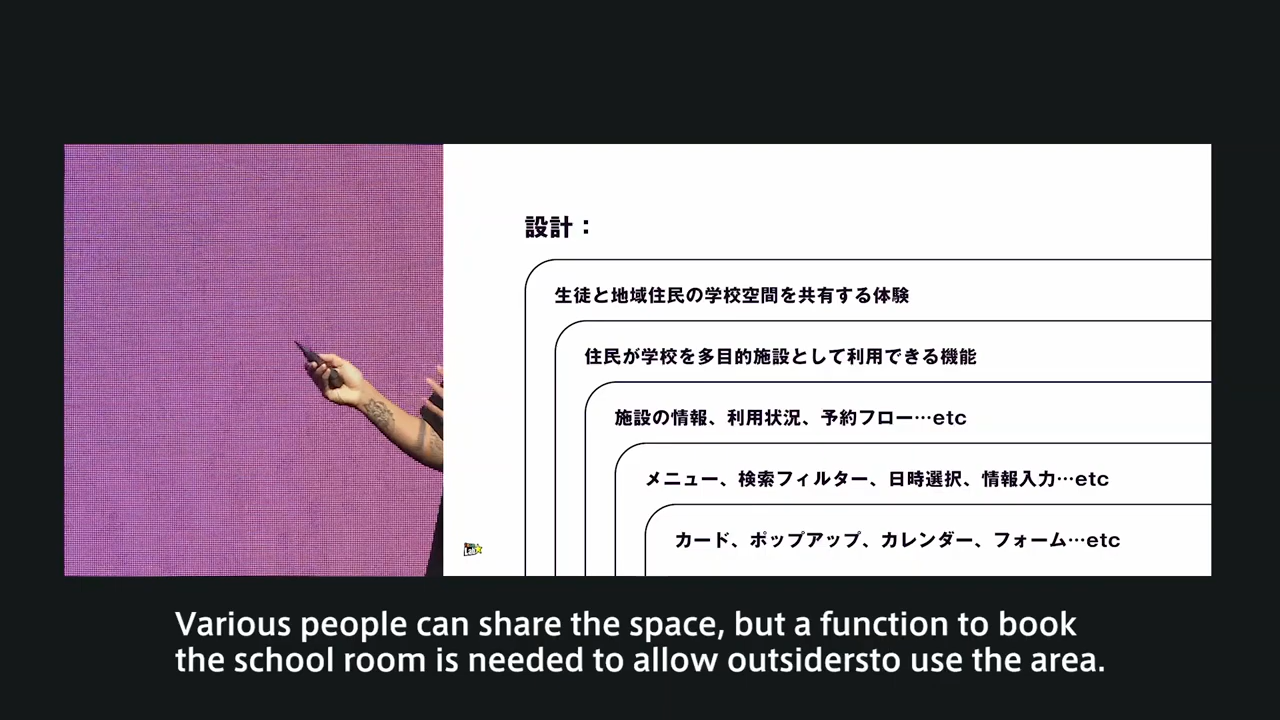 設計：
生徒と地域住民の学校空間を共有する体験
住民が学校を多目的施設として利用できる機能
施設の情報、利用状況、予約フロー…etc
メニュー、検索フィルター、日時選択、情報入力…etc
カード、ポップアップ、カレンダー、フォーム…etc
Various people can share the space, but a function to book
the school room is needed to allow outsidersto use the area.